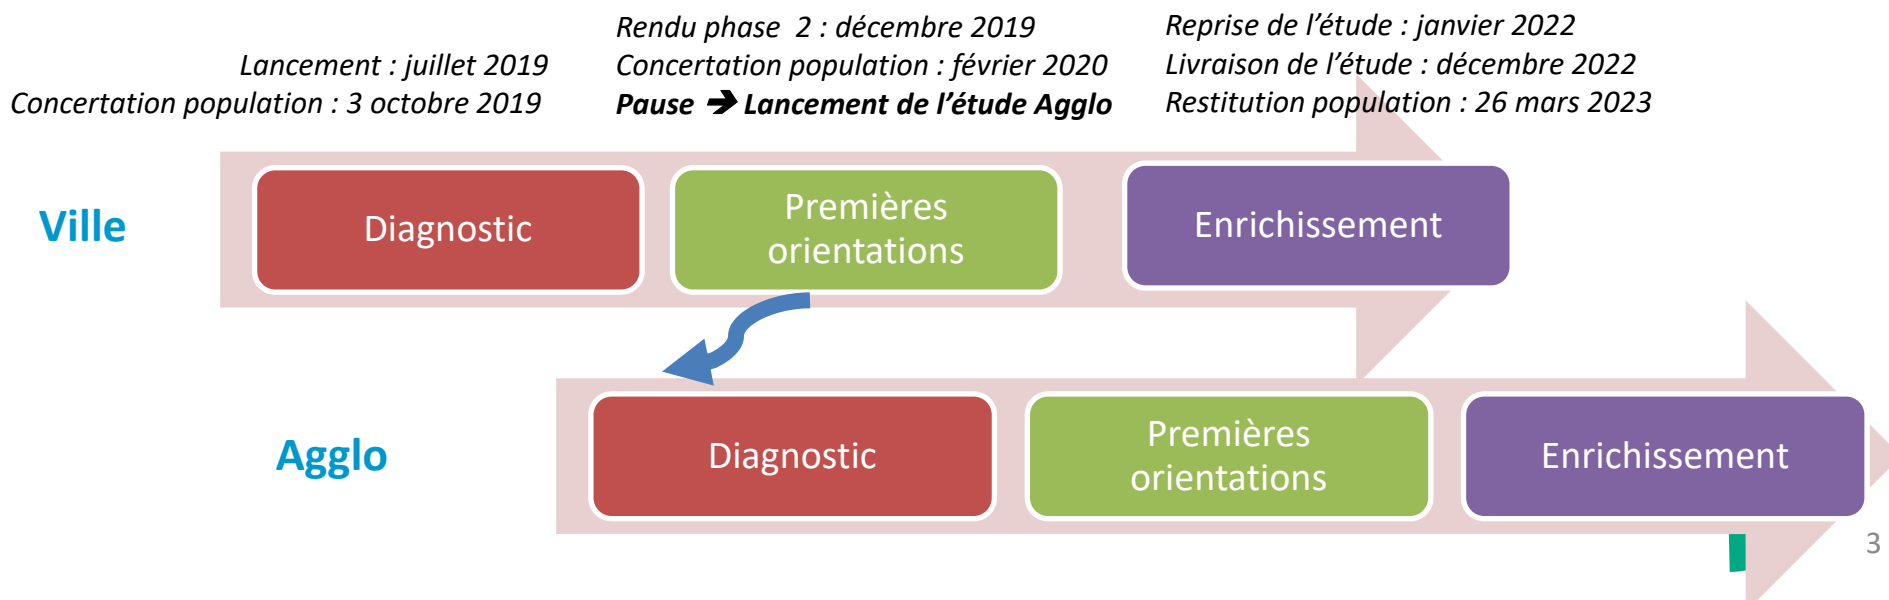 Lancement : juillet 2019
Concertation population : 3 octobre 2019
Rendu phase  2 : décembre 2019
Concertation population : février 2020
Pause ➔ Lancement de l’étude Agglo
Reprise de l’étude : janvier 2022
Livraison de l’étude : décembre 2022
Restitution population : 26 mars 2023
Ville
Diagnostic
Premières
orientations
Enrichissement
Agglo
Diagnostic
Premières
orientations
Enrichissement
3